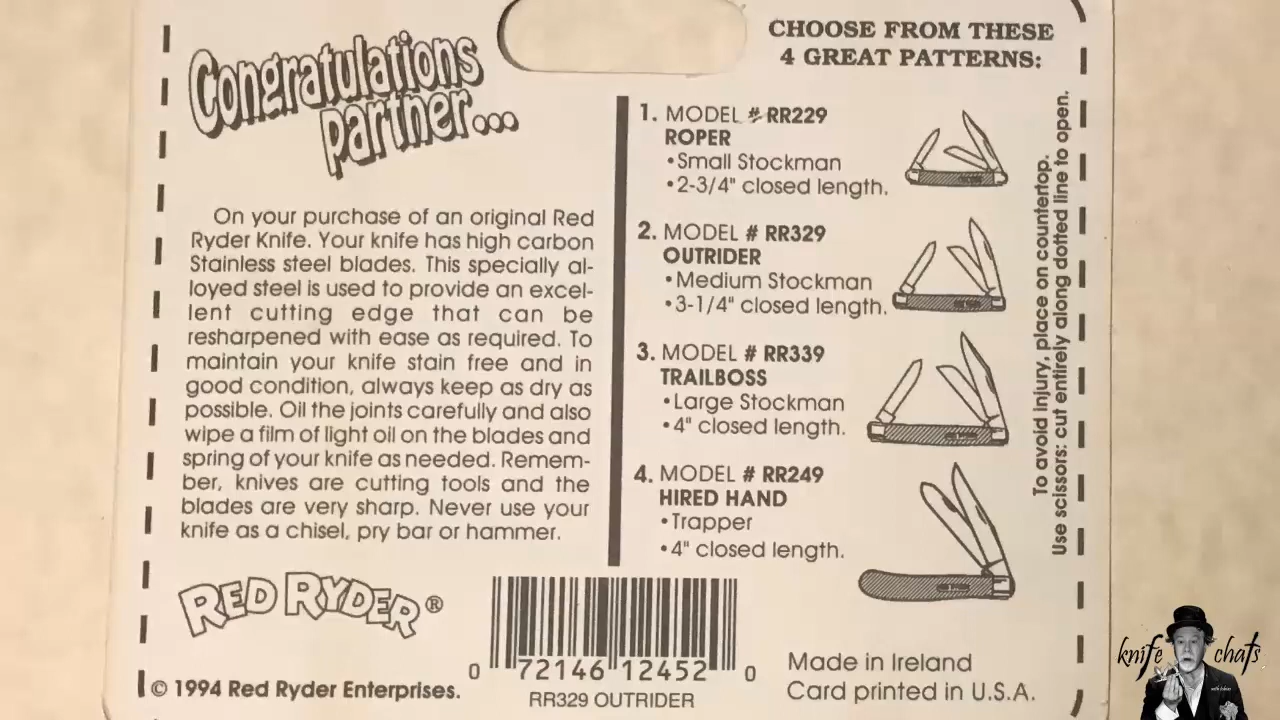 Congratulations
partner...
On your purchase of an original Red
Ryder Knife. Your knife has high carbon
Stainless steel blades. This specially al-
loyed steel is used to provide an excel-
lent cutting edge that can be
resharpened with ease as required. To
maintain your knife stain free and in
good condition, always keep as dry as
possible. Oil the joints carefully and also
wipe a film of light oil on the blades and
spring of your knife as needed. Remem-
ber, knives are cutting tools and the
blades are very sharp. Never use your
knife as a chisel, pry bar or hammer.
RED RYDER®
© 1994 Red Ryder Enterprises.
CHOOSE FROM THESE
4 GREAT PATTERNS:
1. MODEL # RR229
ROPER
•Small Stockman
•2-3/4" closed length.
2. MODEL # RR329
OUTRIDER
•Medium Stockman
•3-1/4" closed length.
3. MODEL # RR339
TRAILBOSS
•Large Stockman
•4" closed length.
4. MODEL # RR249
HIRED HAND
•Trapper
•4" closed length.
To avoid injury, place on countertop.
Use scissors: cut entirely along dotted line to open.
0 72146 12452 0
RR329 OUTRIDER
Made in Ireland
Card printed in U.S.A.
knife chats